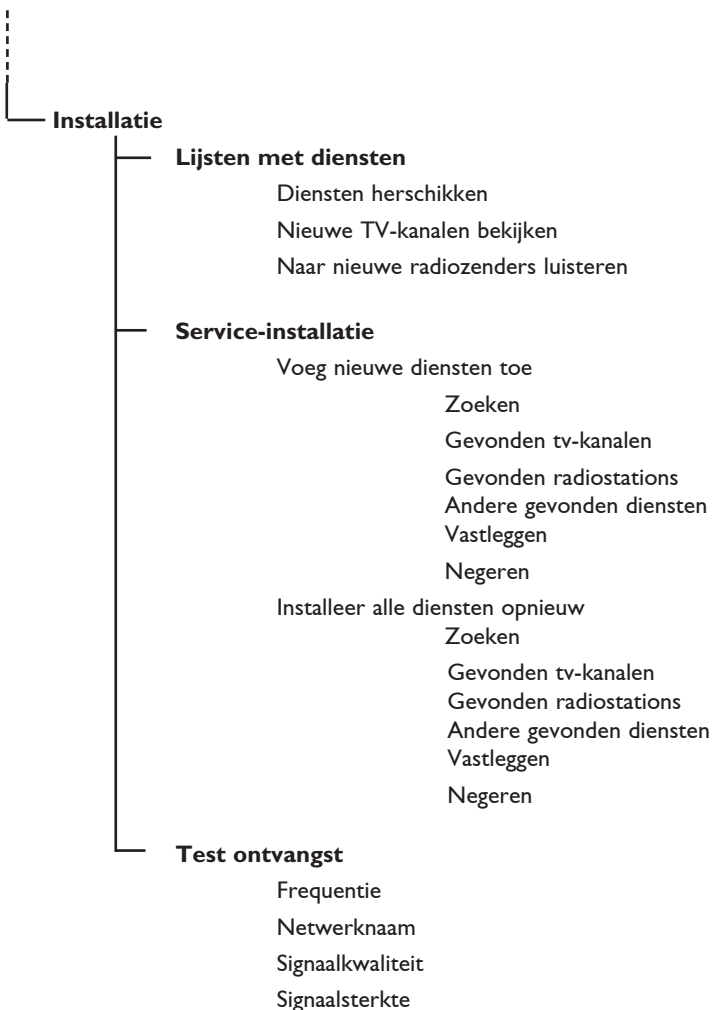 Installatie
Lijsten met diensten
Diensten herschikken
Nieuwe TV-kanalen bekijken
Naar nieuwe radiozenders luisteren
Service-installatie
Voeg nieuwe diensten toe
Zoeken
Gevonden tv-kanalen
Gevonden radiostations
Andere gevonden diensten
Vastleggen
Negeren
Installeer alle diensten opnieuw
Zoeken
Gevonden tv-kanalen
Gevonden radiostations
Andere gevonden diensten
Vastleggen
Negeren
Test ontvangst
Frequentie
Netwerknaam
Signaalkwaliteit
Signaalsterkte